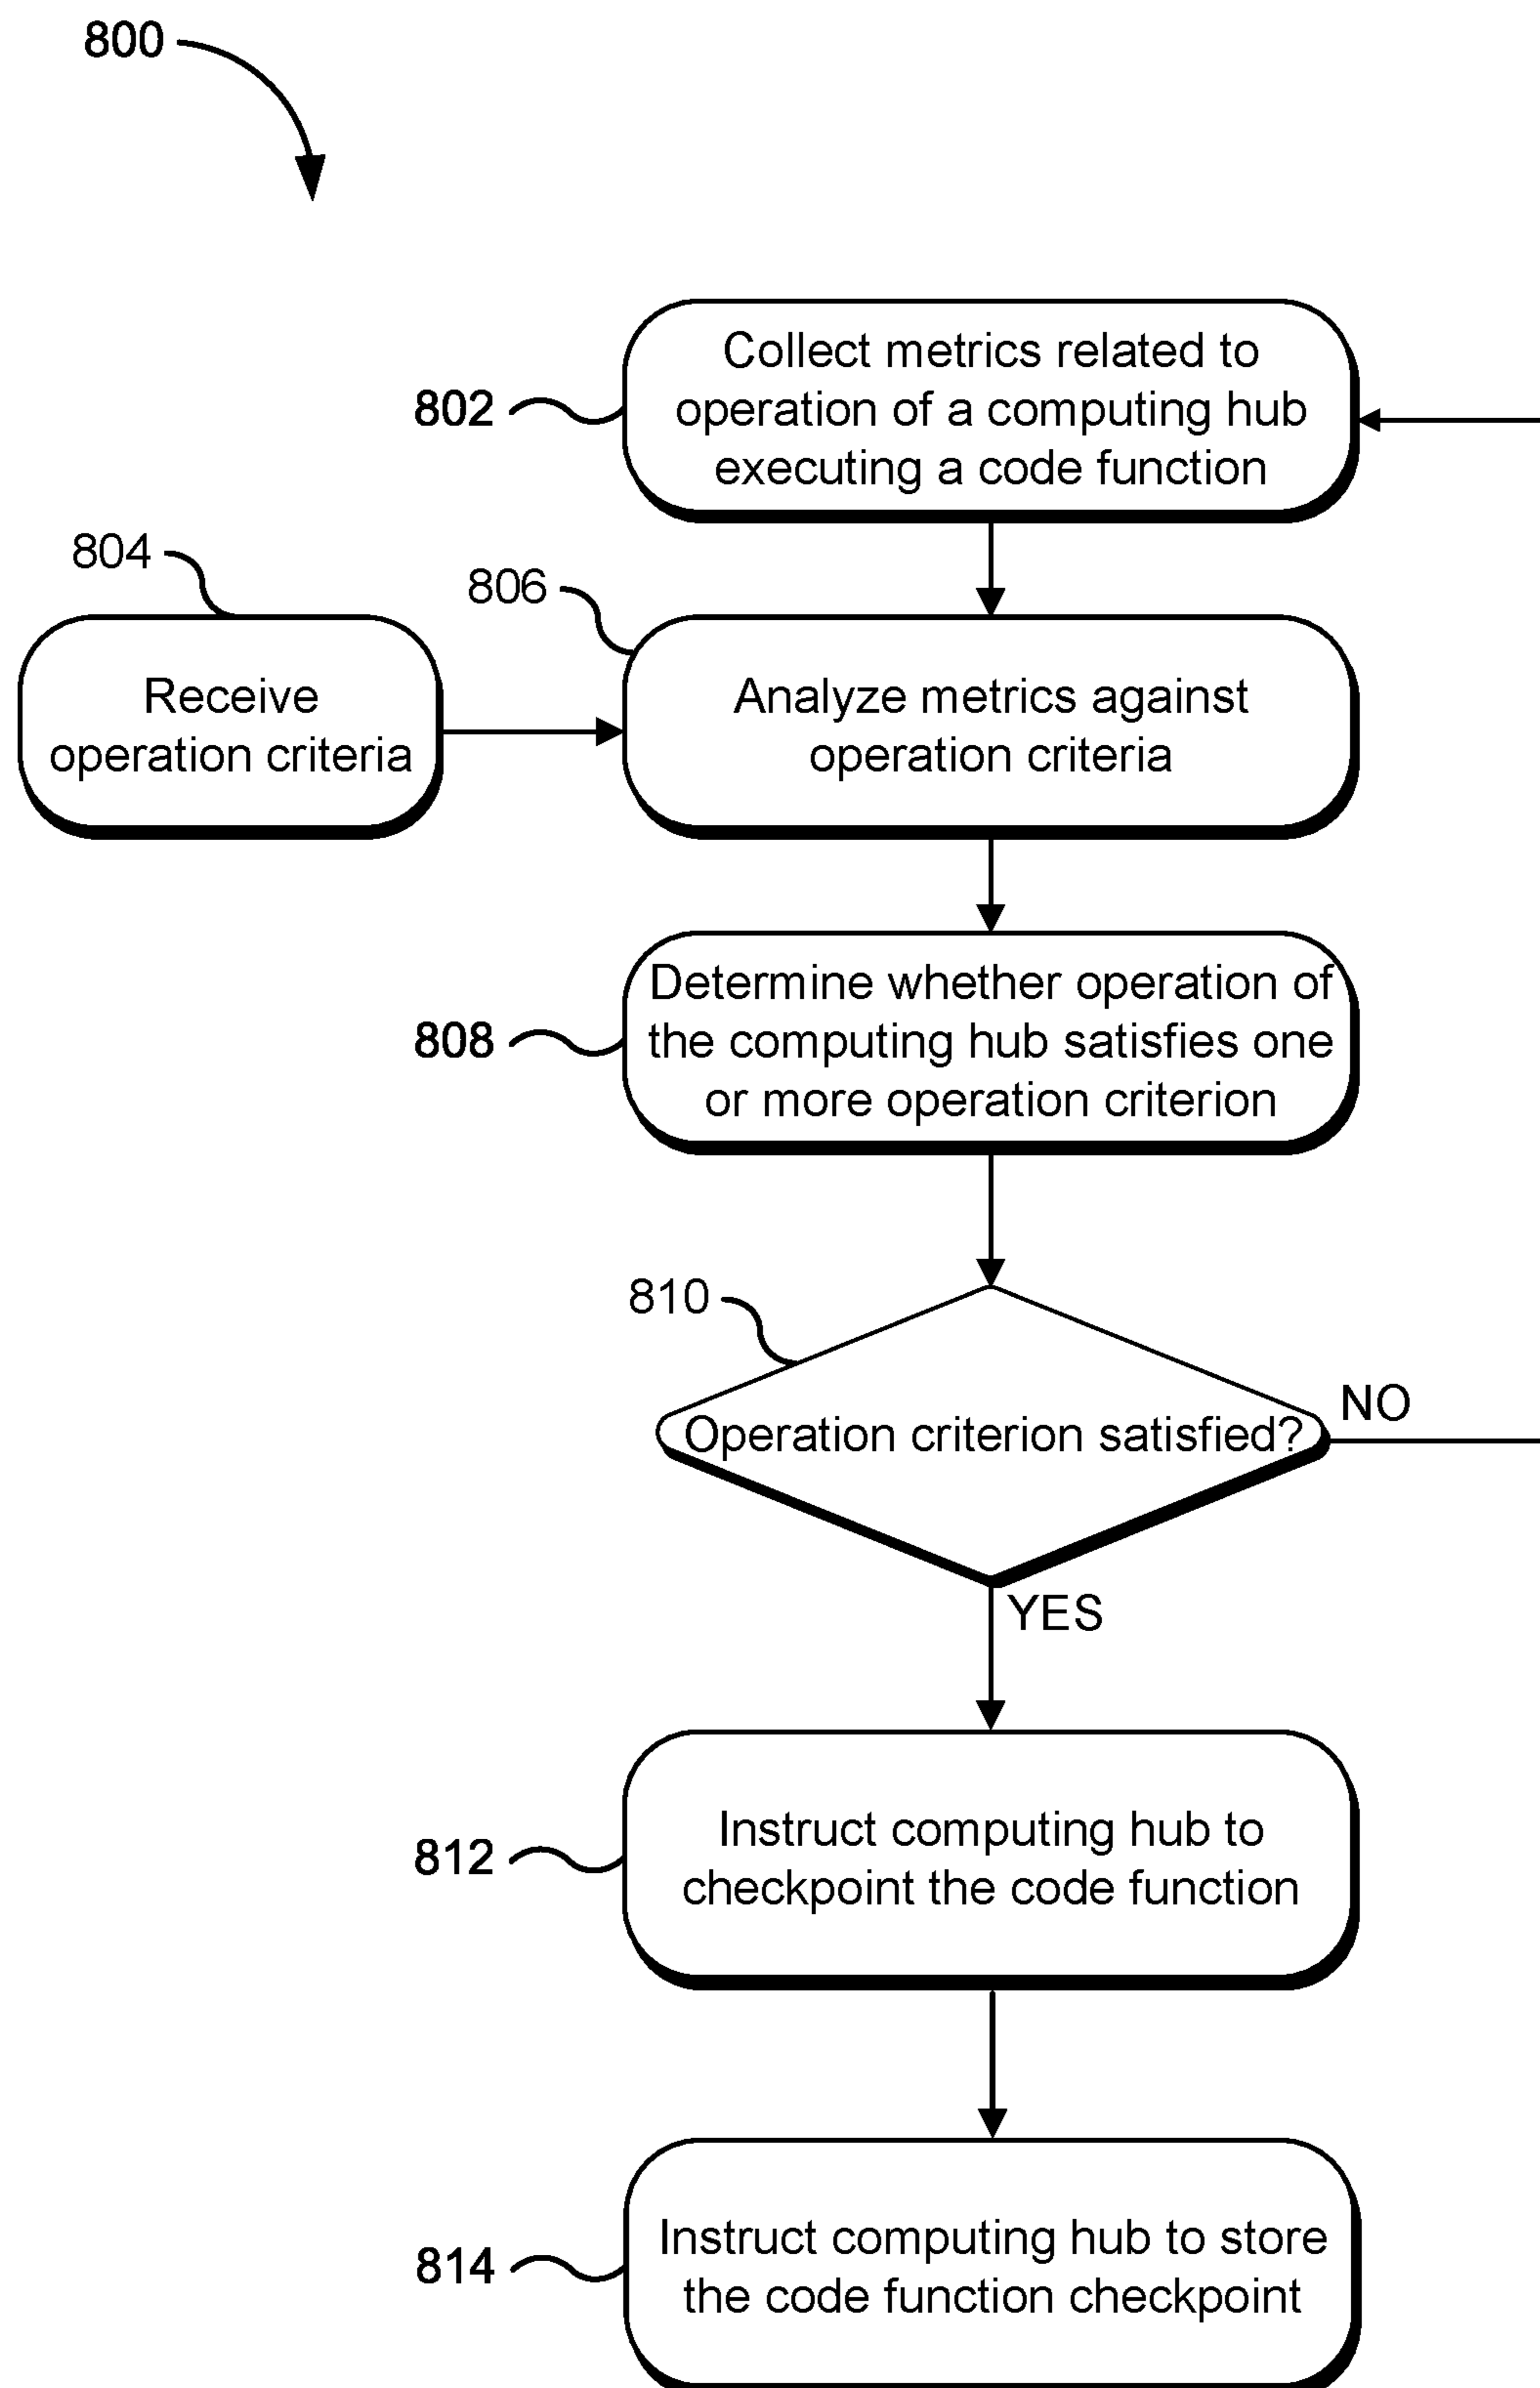 800
802
Collect metrics related to
operation of a computing hub
executing a code function
804
806
Receive
operation criteria
Analyze metrics against
operation criteria
808
Determine whether operation of
the computing hub satisfies one
or more operation criterion
810
Operation criterion satisfied?
NO
YES
812
Instruct computing hub to
checkpoint the code function
814
Instruct computing hub to store
the code function checkpoint